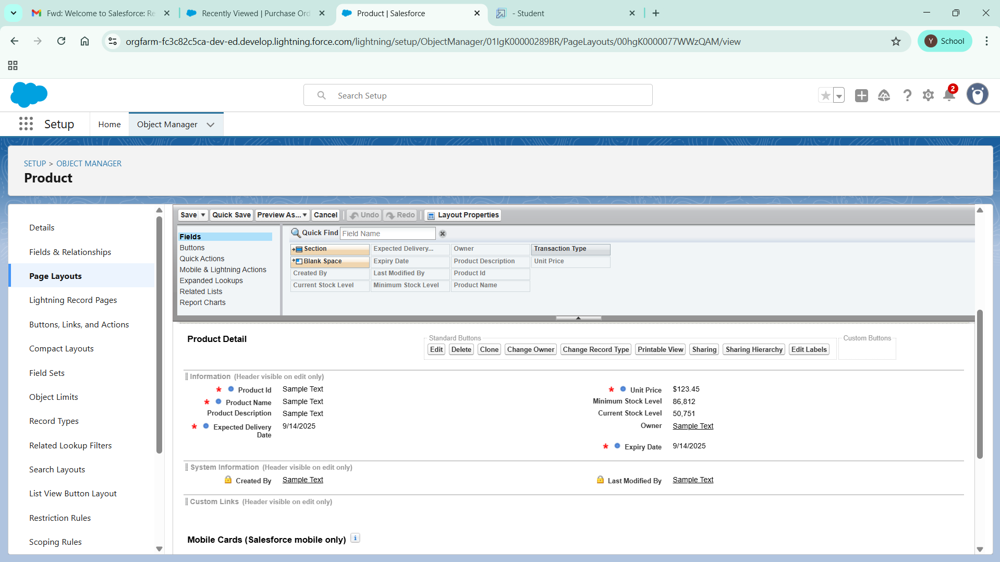 Fwd: Welcome to Salesforce: Re
Recently Viewed | Purchase Ord
Product | Salesforce
- Student
orgfarm-fc3c82c5ca-dev-ed.develop.lightning.force.com/lightning/setup/ObjectManager/01IgK00000289BR/PageLayouts/00hgK0000077WWzQAM/view
Y School
Search Setup
2
Setup Home Object Manager
SETUP > OBJECT MANAGER
Product
Details
Fields & Relationships
Page Layouts
Lightning Record Pages
Buttons, Links, and Actions
Compact Layouts
Field Sets
Object Limits
Record Types
Related Lookup Filters
Search Layouts
List View Button Layout
Restriction Rules
Scoping Rules
Save Quick Save Preview As... Cancel Undo Redo Layout Properties
Fields
Buttons
Quick Actions
Mobile & Lightning Actions
Expanded Lookups
Related Lists
Report Charts
Quick Find Field Name
Section Expected Delivery... Owner Transaction Type
Blank Space Expiry Date Product Description Unit Price
Created By Last Modified By Product Id
Current Stock Level Minimum Stock Level Product Name
Product Detail
Standard Buttons
Edit Delete Clone Change Owner Change Record Type Printable View Sharing Sharing Hierarchy Edit Labels
Custom Buttons
Information (Header visible on edit only)
* Product Id Sample Text
* Unit Price $123.45
* Product Name Sample Text
Minimum Stock Level 86,812
Product Description Sample Text
Current Stock Level 50,751
* Expected Delivery Date 9/14/2025
Owner Sample Text
* Expiry Date 9/14/2025
System Information (Header visible on edit only)
Created By Sample Text
Last Modified By Sample Text
Custom Links (Header visible on edit only)
Mobile Cards (Salesforce mobile only) i